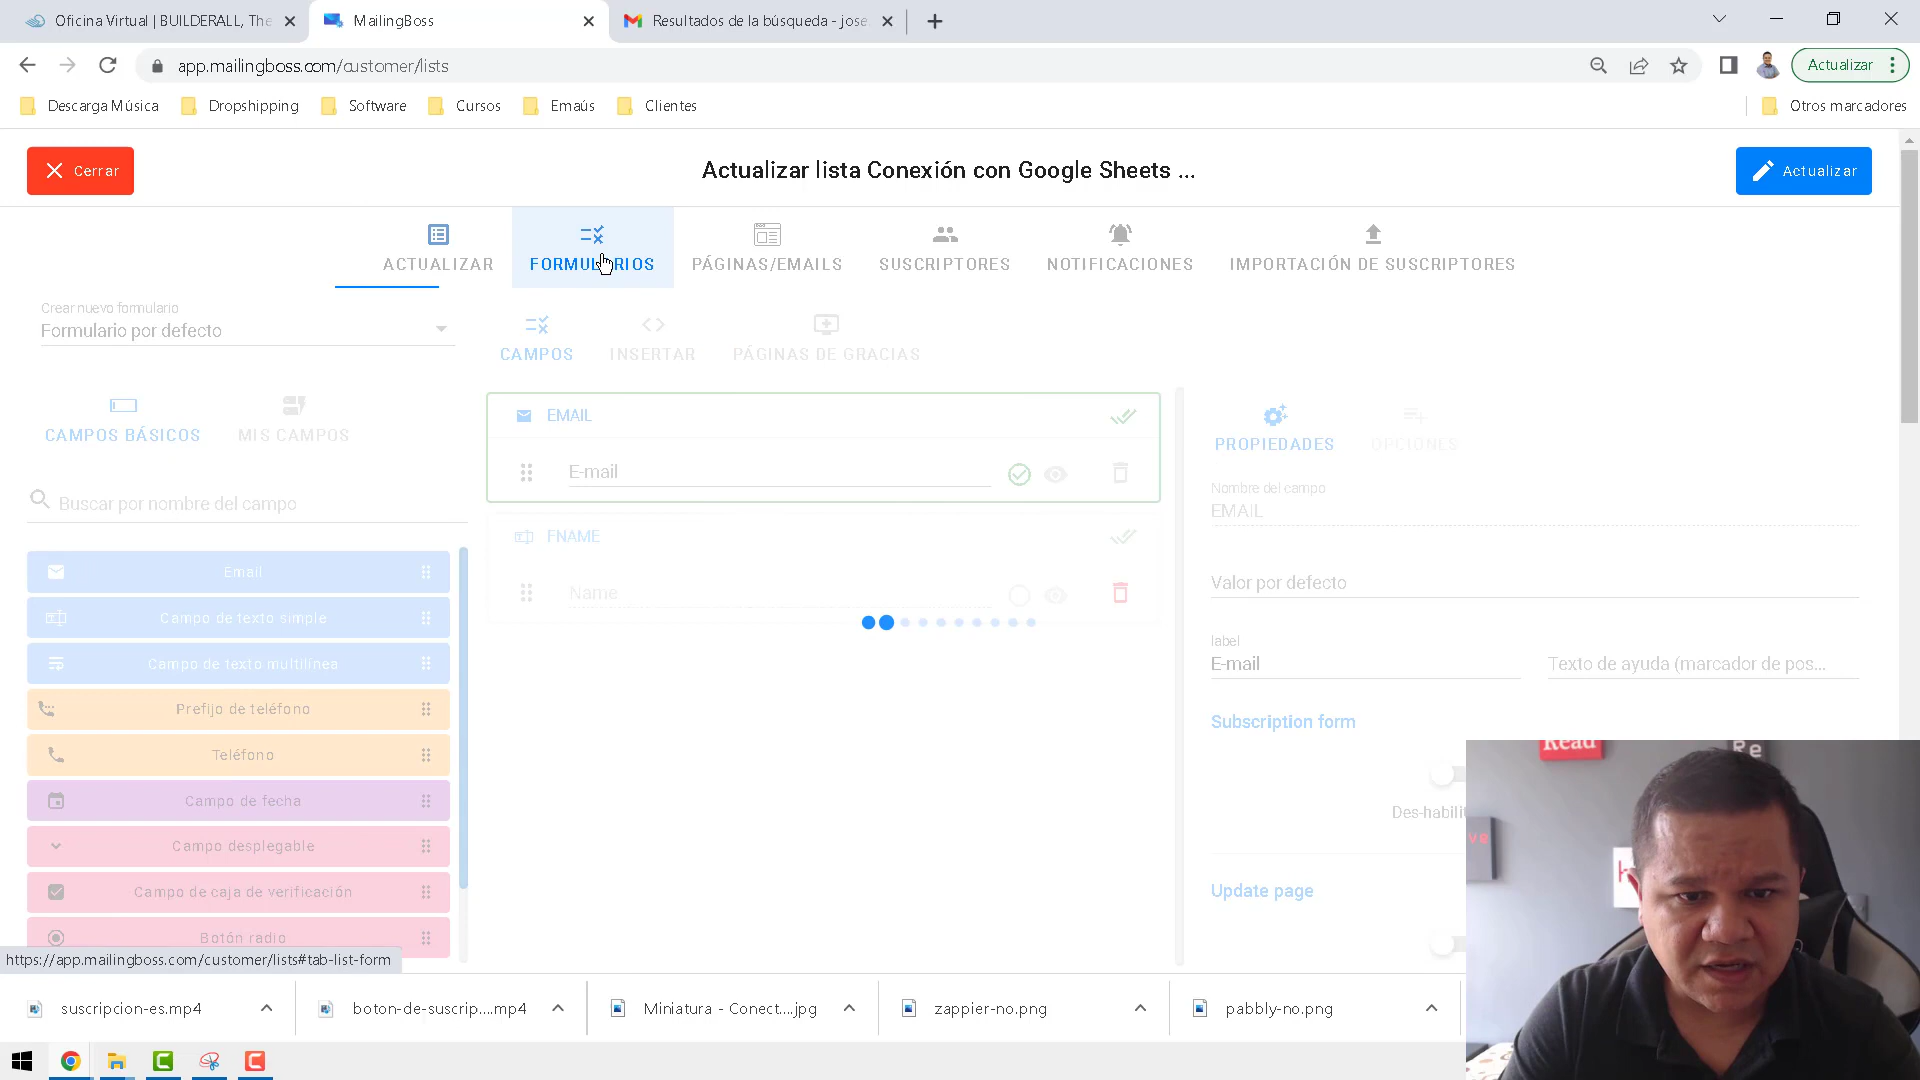 Oficina Virtual | BUILDERALL, The
MailingBoss
Resultados de la búsqueda - jose
app.mailingboss.com/customer/lists
Actualizar
Descarga Música
Dropshipping
Software
Cursos
Emaús
Clientes
Otros marcadores
Cerrar
Actualizar lista Conexión con Google Sheets ...
Actualizar
ACTUALIZAR
FORMULARIOS
PÁGINAS/EMAILS
SUSCRIPTORES
NOTIFICACIONES
IMPORTACIÓN DE SUSCRIPTORES
Crear nuevo formulario
Formulario por defecto
CAMPOS
INSERTAR
PÁGINAS DE GRACIAS
CAMPOS BÁSICOS
MIS CAMPOS
Buscar por nombre del campo
Email
Campo de texto simple
Campo de texto multilínea
Prefijo de teléfono
Teléfono
Campo de fecha
Campo desplegable
Campo de caja de verificación
Botón radio
EMAIL
E-mail
FNAME
Name
PROPIEDADES
OPCIONES
Nombre del campo
EMAIL
Valor por defecto
label
E-mail
Texto de ayuda (marcador de pos...
Subscription form
Des-habilit
Update page
Read
Re
ve
https://app.mailingboss.com/customer/lists#tab-list-form
suscripcion-es.mp4
boton-de-suscrip....mp4
Miniatura - Conect....jpg
zappier-no.png
pabbly-no.png